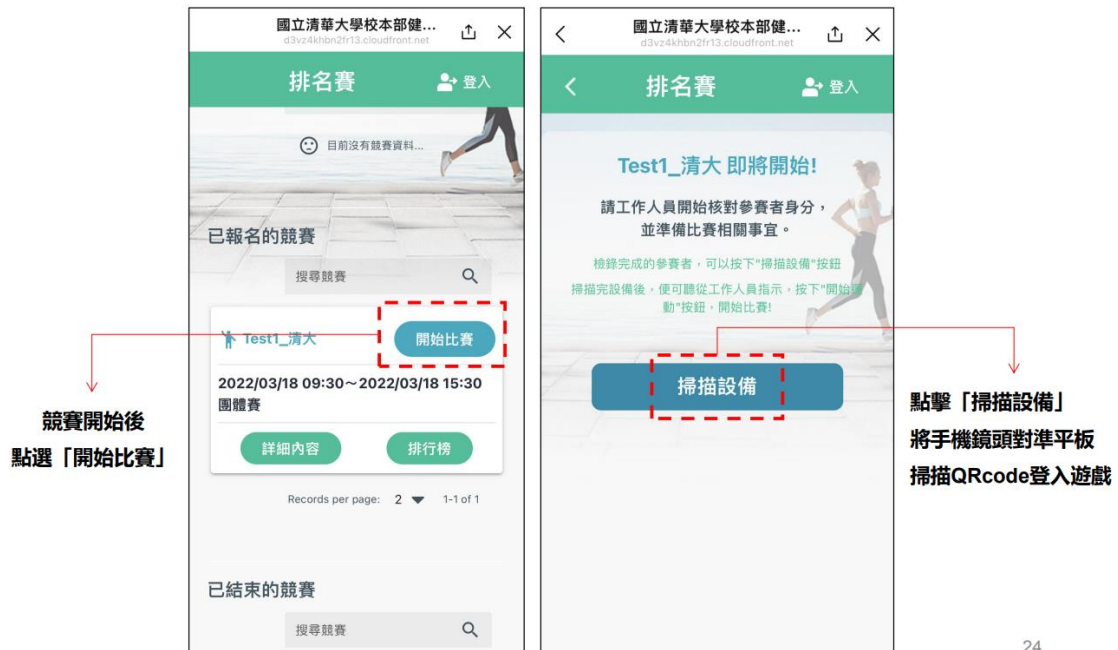 國立清華大學校本部健...
d3vz4khbn2fr13.cloudfront.net
排名賽
登入
目前沒有競賽資料...
已報名的競賽
搜尋競賽
Test1_清大
開始比賽
2022/03/18 09:30～2022/03/18 15:30
團體賽
詳細內容
排行榜
Records per page: 2 1-1 of 1
已結束的競賽
搜尋競賽
競賽開始後
點選「開始比賽」
國立清華大學校本部健...
d3vz4khbn2fr13.cloudfront.net
排名賽
登入
Test1_清大 即將開始!
請工作人員開始核對參賽者身分，
並準備比賽相關事宜。
檢錄完成的參賽者，可以按下"掃描設備"按鈕
掃描完設備後，便可聽從工作人員指示，按下"開始運
動"按鈕，開始比賽!
掃描設備
點擊「掃描設備」
將手機鏡頭對準平板
掃描QRcode登入遊戲
24